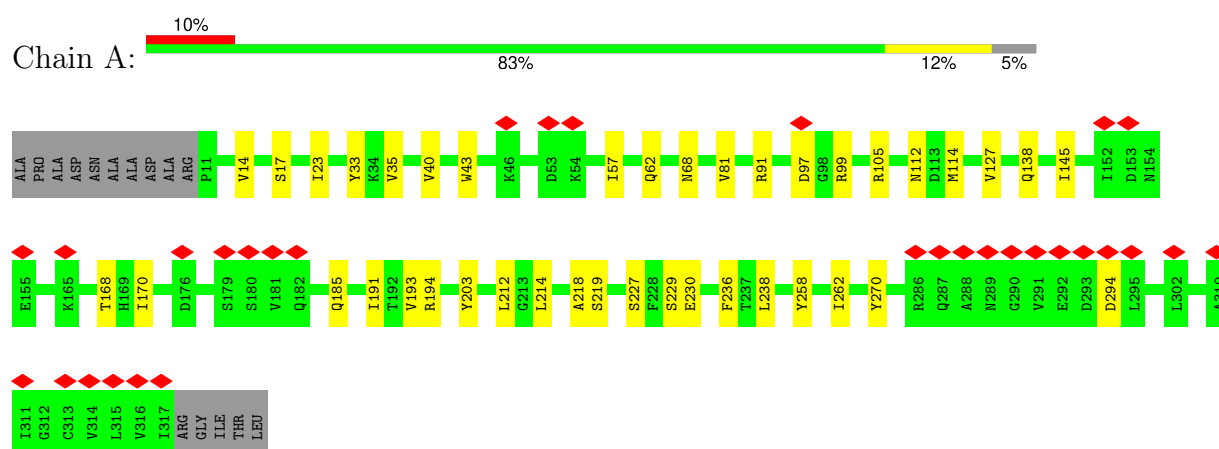 10%
Chain A:
83% 12% 5%
ALA PRO ALA ASP ASN ALA ALA ASP ALA ARG P11 V14 S17 I23 Y33 K34 V35 V40 W43 K46 D53 K54 I57 Q62 N68 V81 R91 D97 G98 R99 R105 N112 D113 M114 V127 Q138 I145 I152 D153 N154
E155 K165 T168 H169 I170 D176 S179 S180 V181 Q182 Q185 I191 T192 V193 R194 Y203 L212 G213 L214 A218 S219 S227 F228 S229 E230 F236 T237 L238 Y258 I262 Y270 R286 Q287 A288 N289 G290 V291 E292 D293 D294 L295 L302 A310
I311 G312 C313 V314 L315 V316 I317 ARG GLY ILE THR LEU